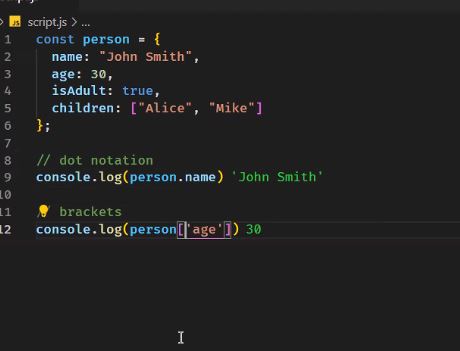 JS script.js > ...
1 const person = {
2 name: "John Smith",
3 age: 30,
4 isAdult: true,
5 children: ["Alice", "Mike"]
6 };
7
8 // dot notation
9 console.log(person.name) 'John Smith'
10
11 brackets
12 console.log(person['age']) 30